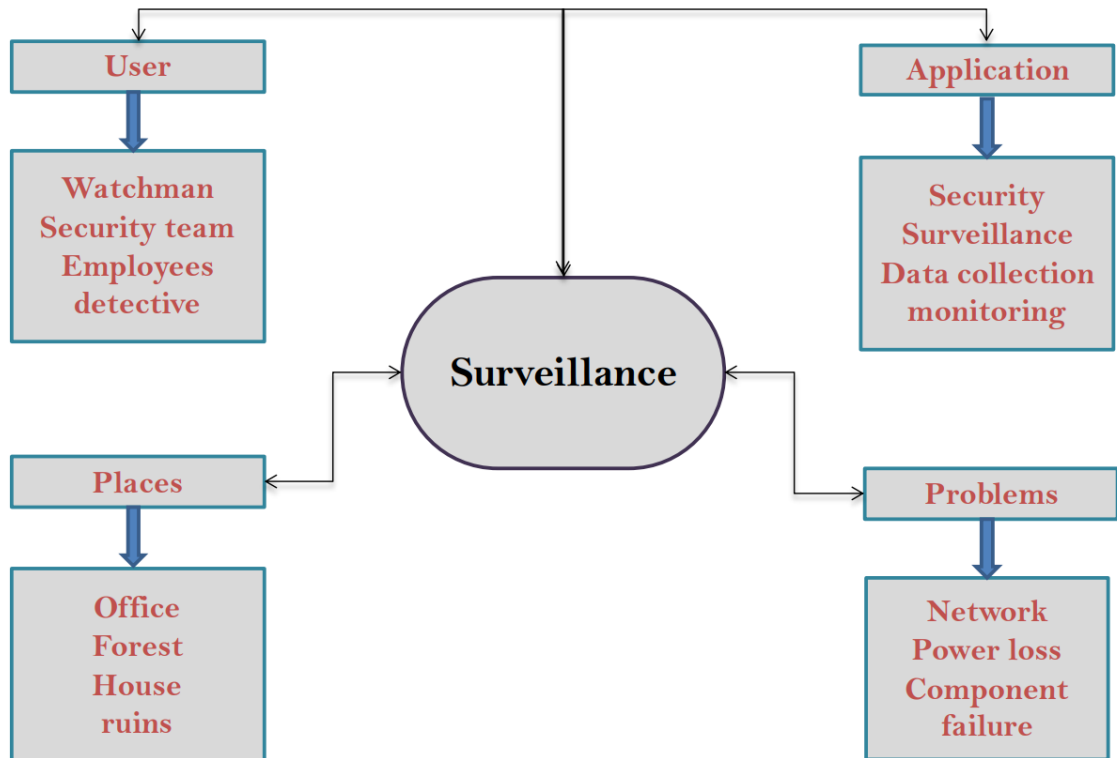 User
Watchman
Security team
Employees
detective
Application
Security
Surveillance
Data collection
monitoring
Surveillance
Places
Office
Forest
House
ruins
Problems
Network
Power loss
Component
failure